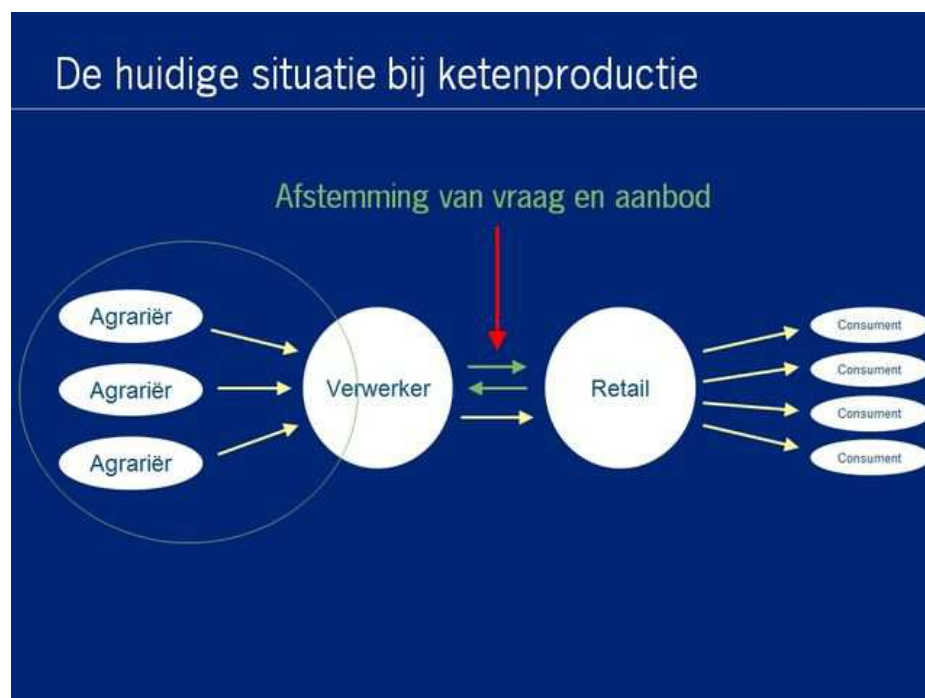 De huidige situatie bij ketenproductie
Afstemming van vraag en aanbod
Agrariër
Agrariër
Agrariër
Verwerker
Retail
Consument
Consument
Consument
Consument